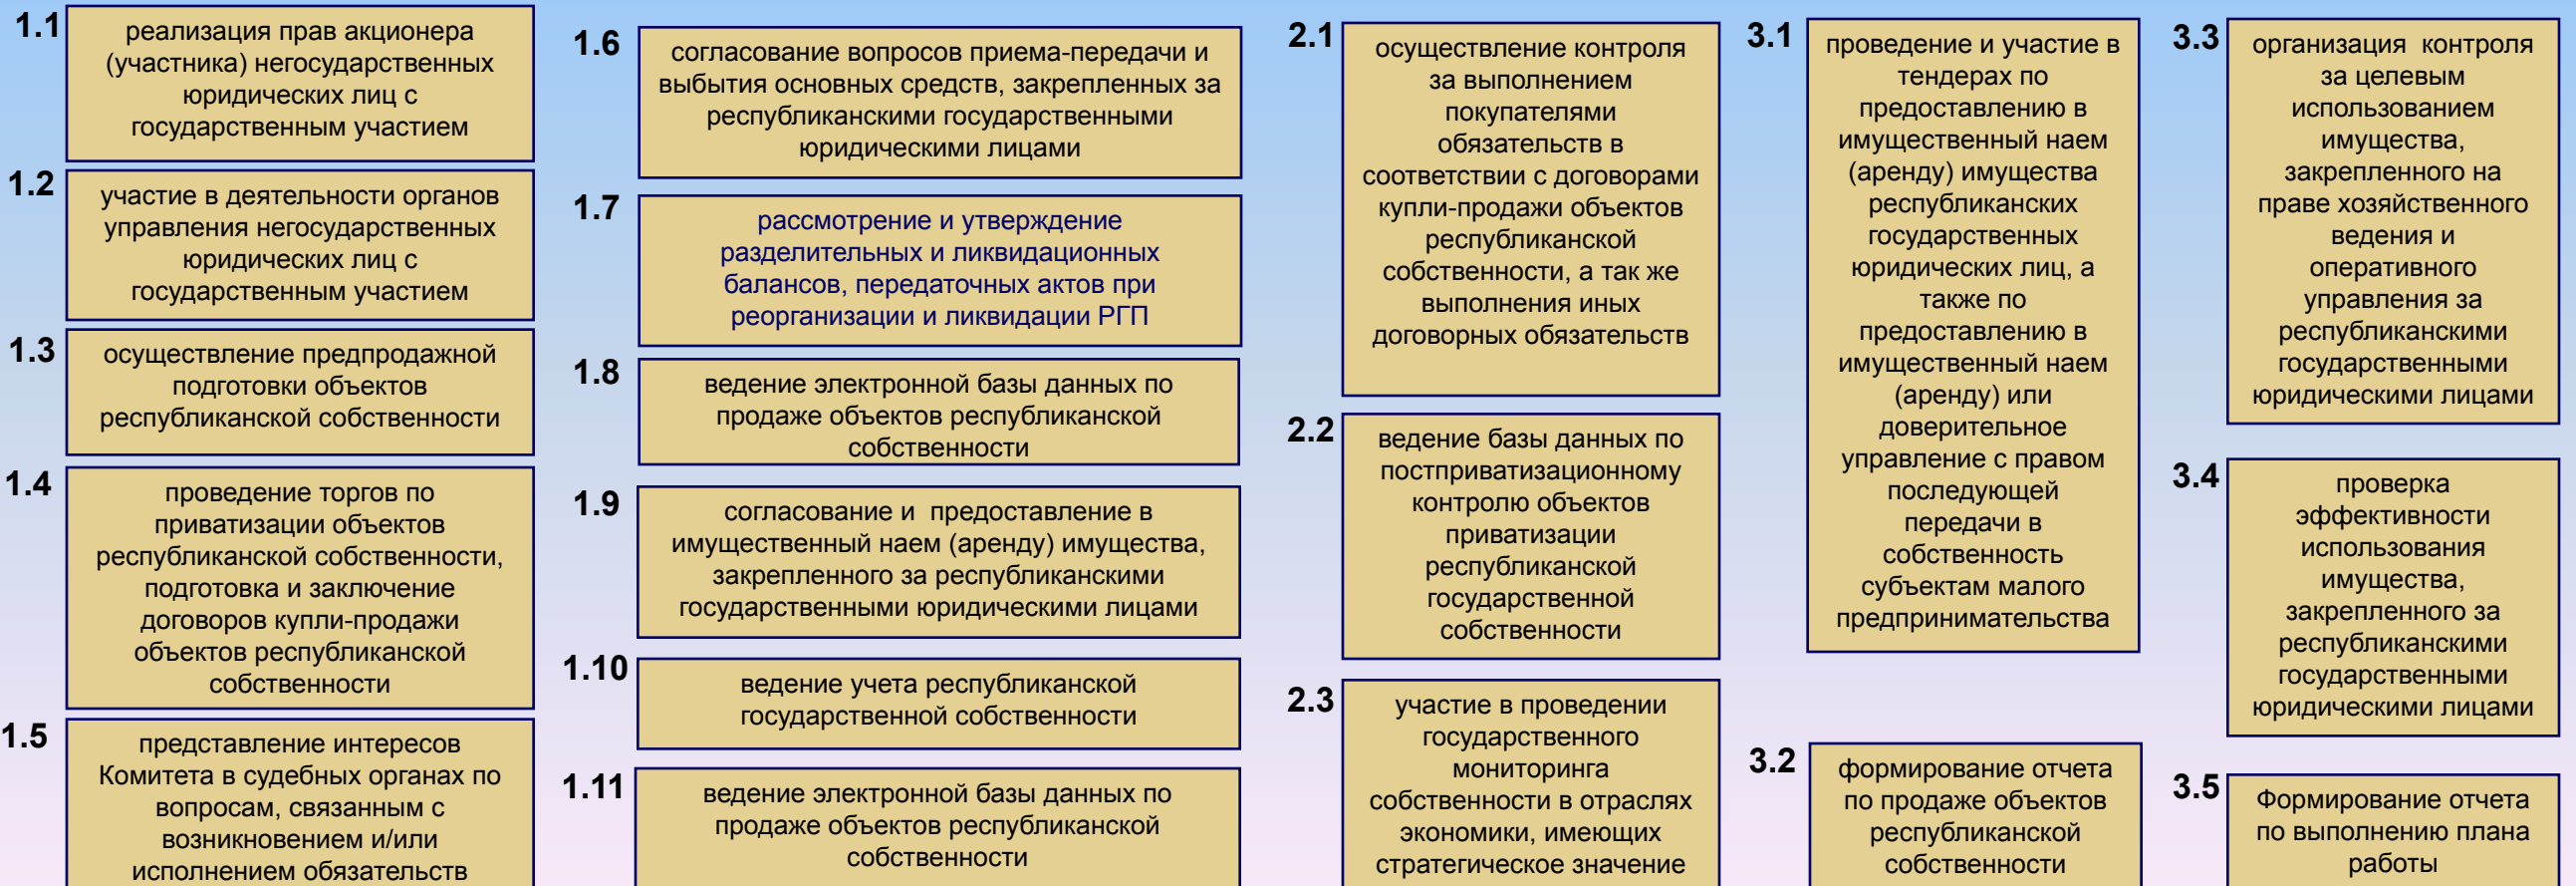 1.1
реализация прав акционера
(участника) негосударственных
юридических лиц с
государственным участием
1.2
участие в деятельности органов
управления негосударственных
юридических лиц с
государственным участием
1.3
осуществление предпродажной
подготовки объектов
республиканской собственности
1.4
проведение торгов по
приватизации объектов
республиканской собственности,
подготовка и заключение
договоров купли-продажи
объектов республиканской
собственности
1.5
представление интересов
Комитета в судебных органах по
вопросам, связанным с
возникновением и/или
исполнением обязательств
1.6
согласование вопросов приема-передачи и
выбытия основных средств, закрепленных за
республиканскими государственными
юридическими лицами
1.7
рассмотрение и утверждение
разделительных и ликвидационных
балансов, передаточных актов при
реорганизации и ликвидации РГП
1.8
ведение электронной базы данных по
продаже объектов республиканской
собственности
1.9
согласование и предоставление в
имущественный наем (аренду) имущества,
закрепленного за республиканскими
государственными юридическими лицами
1.10
ведение учета республиканской
государственной собственности
1.11
ведение электронной базы данных по
продаже объектов республиканской
собственности
2.1
осуществление контроля
за выполнением
покупателями
обязательств в
соответствии с договорами
купли-продажи объектов
республиканской
собственности, а так же
выполнения иных
договорных обязательств
2.2
ведение базы данных по
постприватизационному
контролю объектов
приватизации
республиканской
государственной
собственности
2.3
участие в проведении
государственного
мониторинга
собственности в отраслях
экономики, имеющих
стратегическое значение
3.1
проведение и участие в
тендерах по
предоставлению в
имущественный наем
(аренду) имущества
республиканских
государственных
юридических лиц, а
также по
предоставлению в
имущественный наем
(аренду) или
доверительное
управление с правом
последующей
передачи в
собственность
субъектам малого
предпринимательства
3.2
формирование отчета
по продаже объектов
республиканской
собственности
3.3
организация контроля
за целевым
использованием
имущества,
закрепленного на
праве хозяйственного
ведения и
оперативного
управления за
республиканскими
государственными
юридическими лицами
3.4
проверка
эффективности
использования
имущества,
закрепленного за
республиканскими
государственными
юридическими лицами
3.5
Формирование отчета
по выполнению плана
работы